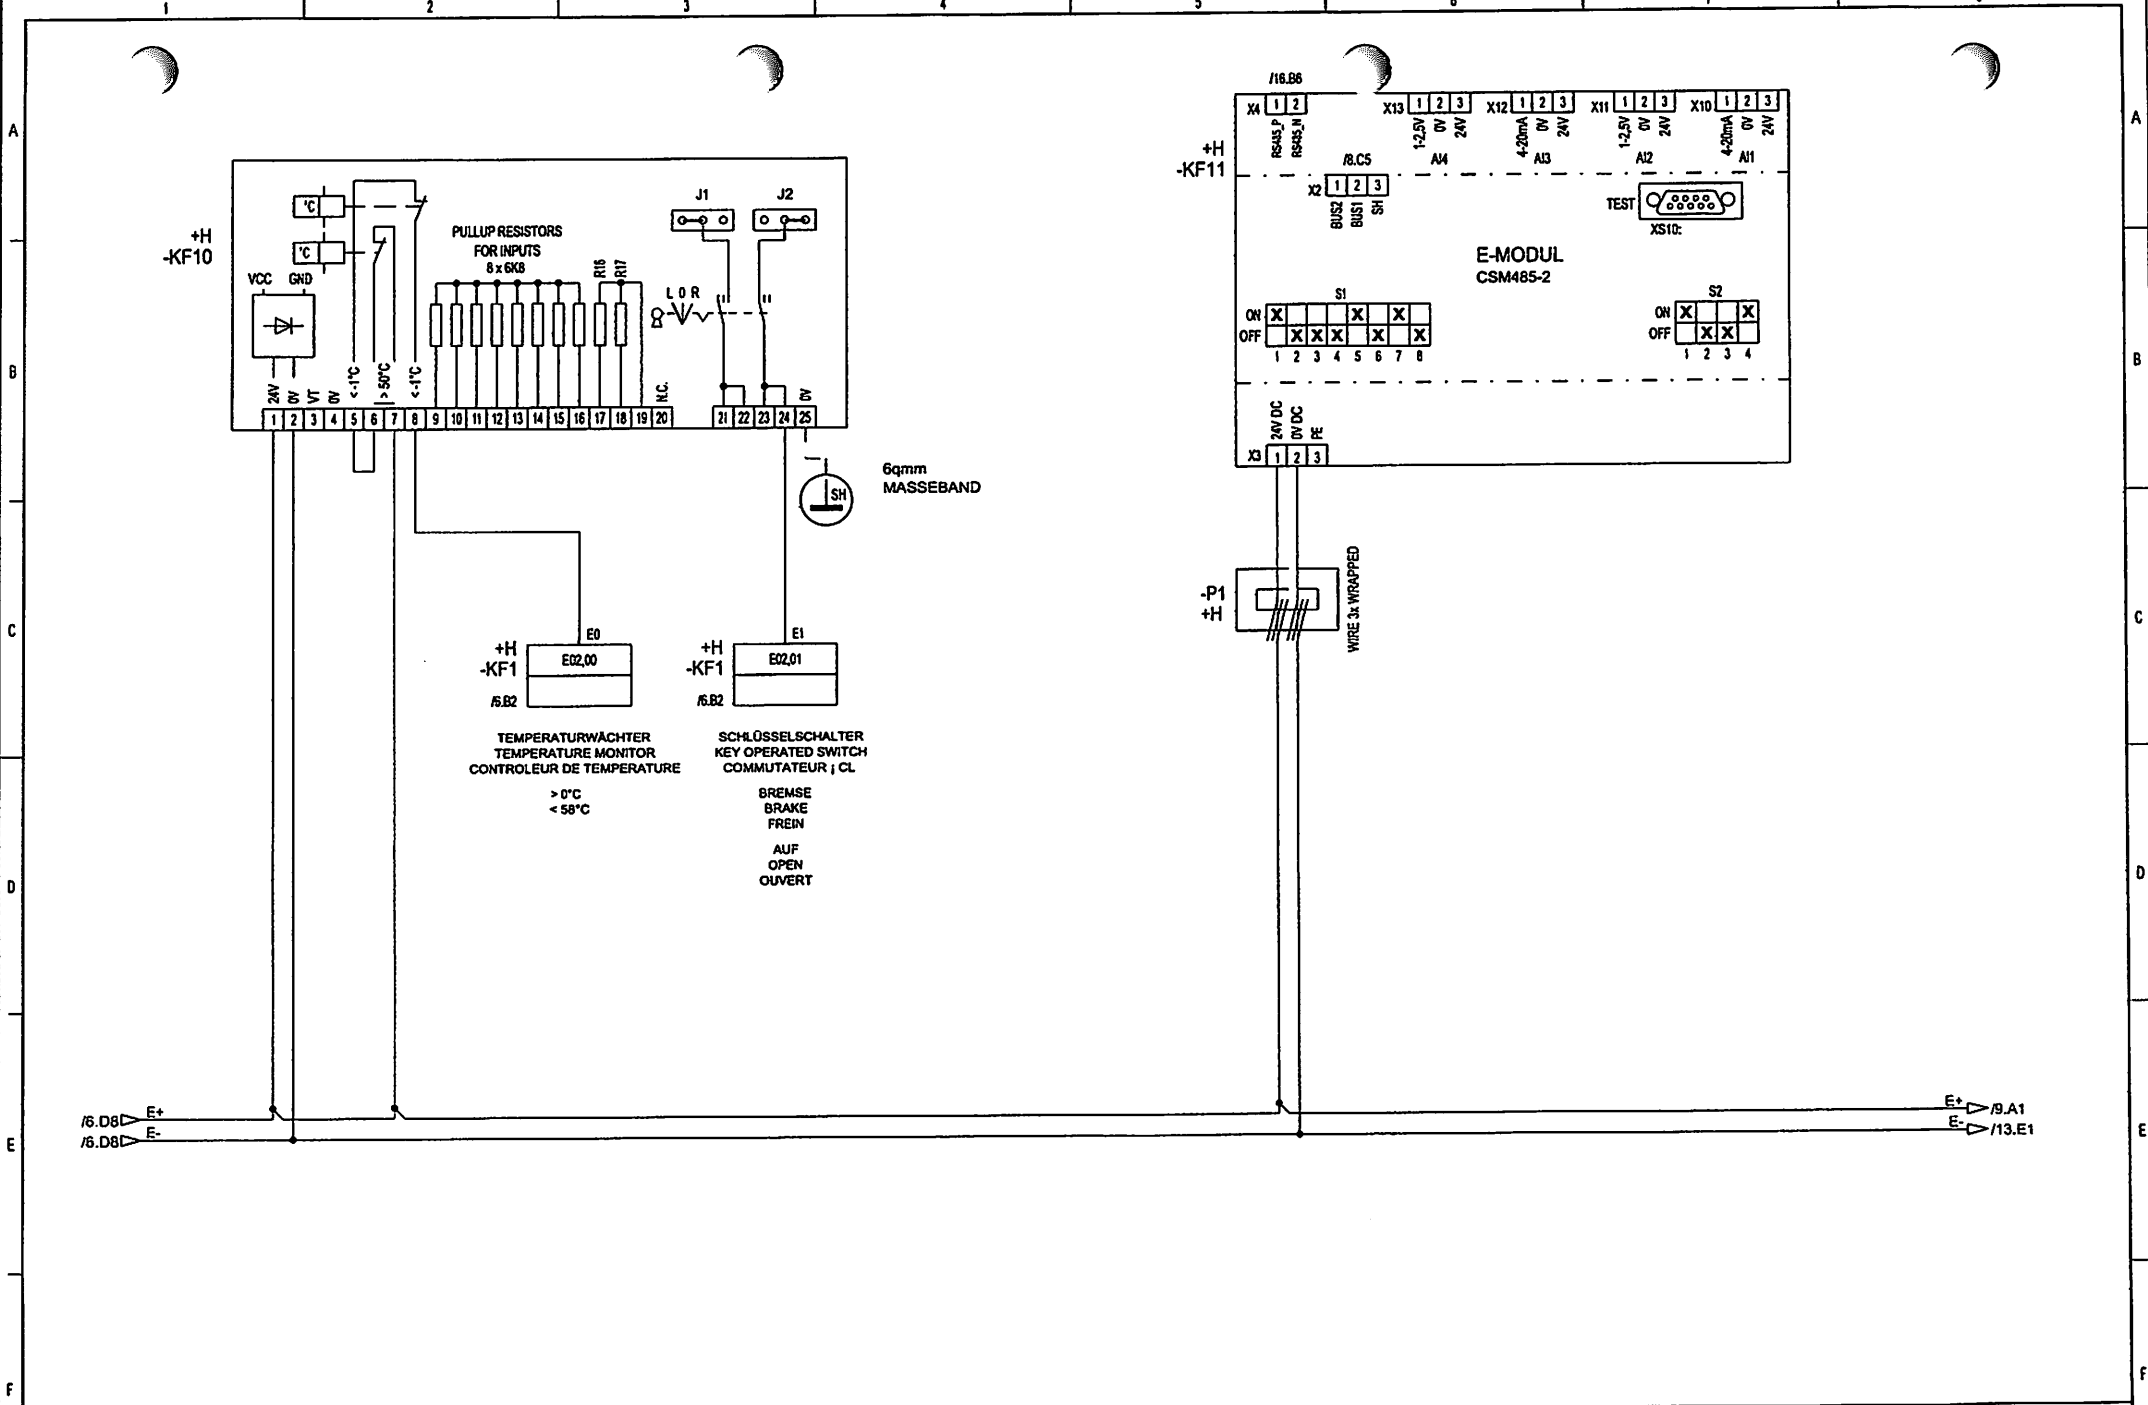 1 2 3 4 5
A
B
C
D
E
F
A
B
C
D
E
F
+H
-KF10
°C
°C
VCC GND
PULLUP RESISTORS
FOR INPUTS
8 x 6K8
R16
R17
J1
J2
L 0 R
24V
0V
VT
0V
<-1°C
> 50°C
<-1°C
N.C.
0V
1 2 3 4 5 6 7 8 9 10 11 12 13 14 15 16 17 18 19 20 21 22 23 24 25
SH
6qmm
MASSEBAND
+H
-KF1
/6.B2
E0
E02,00
TEMPERATURWÄCHTER
TEMPERATURE MONITOR
CONTROLEUR DE TEMPERATURE
> 0°C
< 58°C
+H
-KF1
/6.B2
E1
E02,01
SCHLÜSSELSCHALTER
KEY OPERATED SWITCH
COMMUTATEUR ¡ CL
BREMSE
BRAKE
FREIN
AUF
OPEN
OUVERT
+H
-KF11
/16.B6
X4 1 2
RS485_P
RS485_N
X13 1 2 3
1-2,5V
0V
24V
AI4
X12 1 2 3
4-20mA
0V
24V
AI3
X11 1 2 3
1-2,5V
0V
24V
AI2
X10 1 2 3
4-20mA
0V
24V
AI1
/8.C5
X2 1 2 3
BUS2
BUS1
SH
TEST
XS10:
E-MODUL
CSM485-2
S1
ON X X X
OFF X X X X X
1 2 3 4 5 6 7 8
S2
ON X X
OFF X X
1 2 3 4
24V DC
0V DC
PE
X3 1 2 3
-P1
+H
WIRE 3x WRAPPED
/6.D8 E+
/6.D8 E-
E+ /9.A1
E- /13.E1